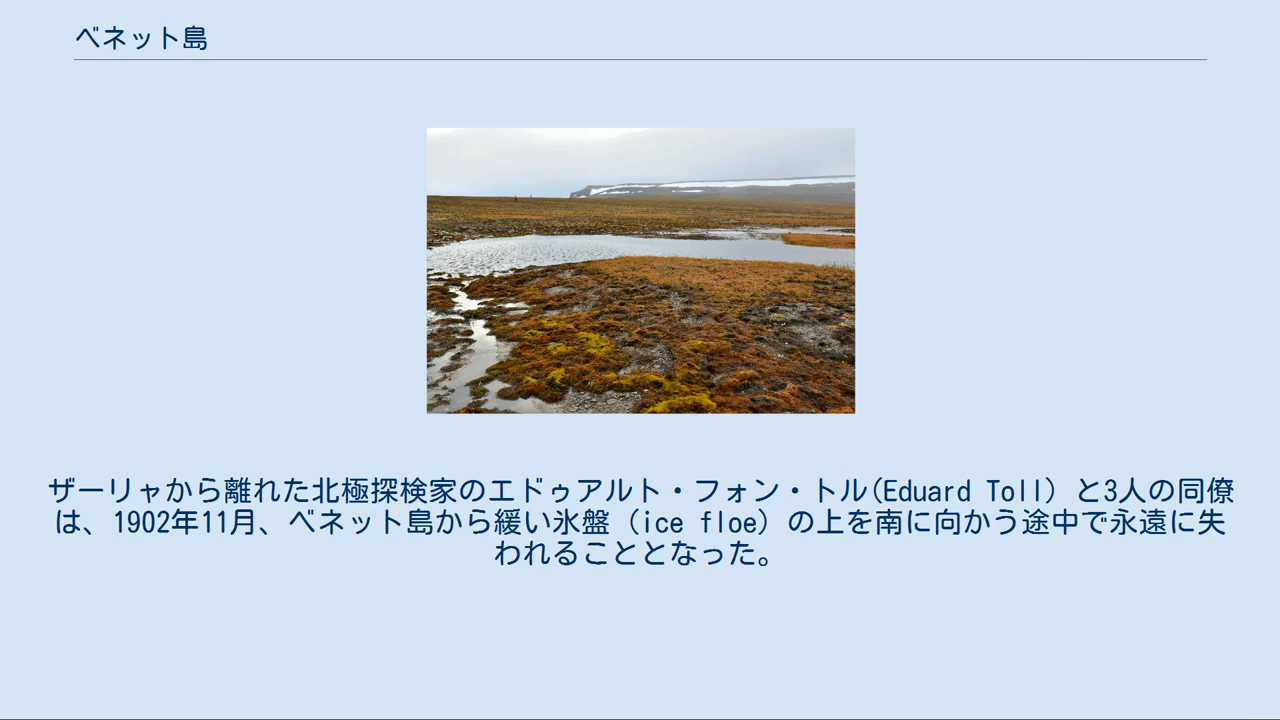 ベネット島
ザーリャから離れた北極探検家のエドゥアルト・フォン・トル(Eduard Toll) と3人の同僚
は、1902年11月、ベネット島から緩い氷盤 (ice floe) の上を南に向かう途中で永遠に失
われることとなった。